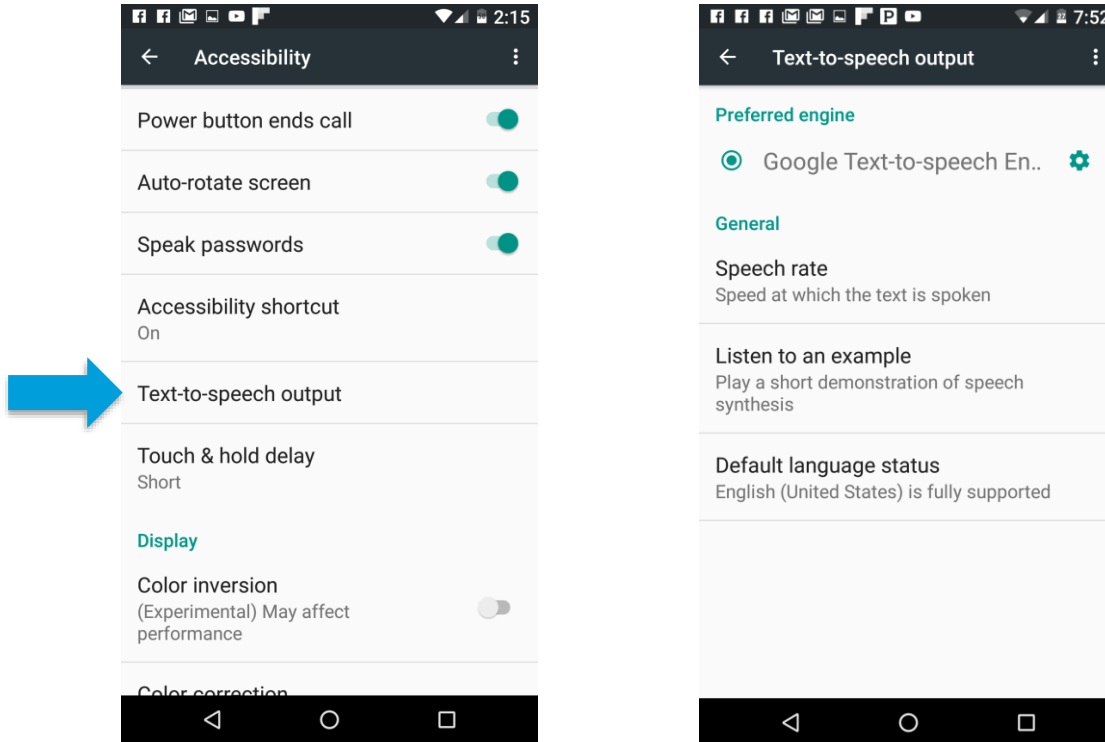 2:15
Accessibility
Power button ends call
Auto-rotate screen
Speak passwords
Accessibility shortcut
On
Text-to-speech output
Touch & hold delay
Short
Display
Color inversion
(Experimental) May affect
performance
Color correction
7:52
Text-to-speech output
Preferred engine
Google Text-to-speech En..
General
Speech rate
Speed at which the text is spoken
Listen to an example
Play a short demonstration of speech
synthesis
Default language status
English (United States) is fully supported